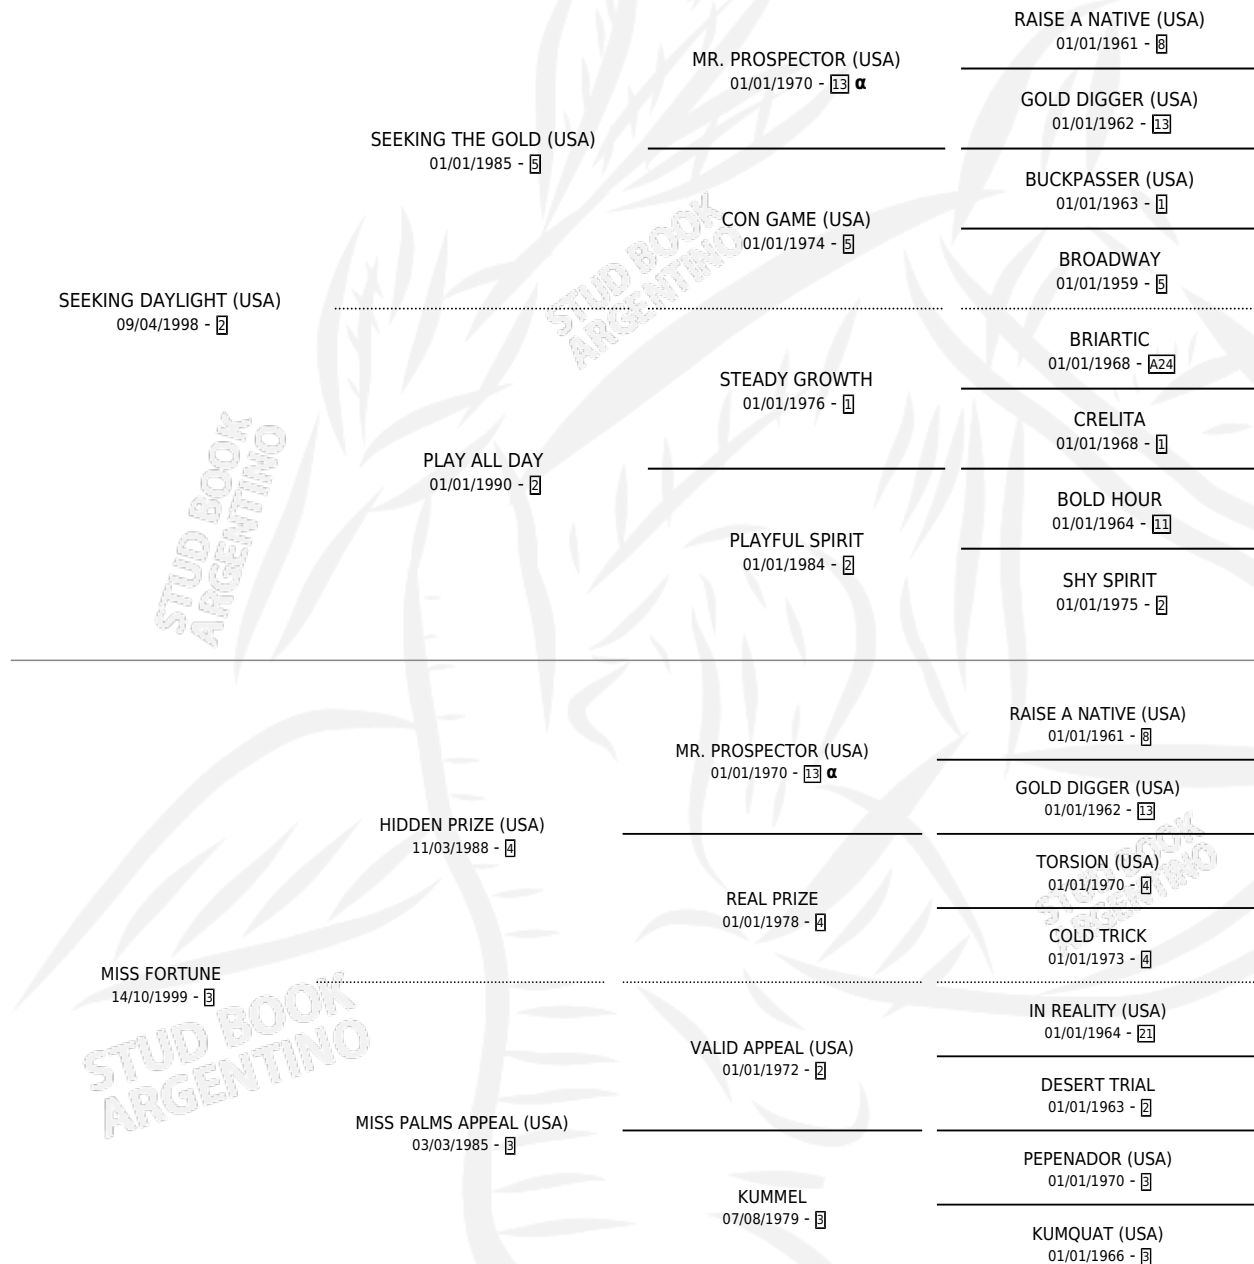 RAISE A NATIVE (USA)
01/01/1961 - 8
MR. PROSPECTOR (USA)
01/01/1970 - 13 α
GOLD DIGGER (USA)
01/01/1962 - 13
SEEKING THE GOLD (USA)
01/01/1985 - 5
BUCKPASSER (USA)
01/01/1963 - 1
CON GAME (USA)
01/01/1974 - 5
BROADWAY
01/01/1959 - 5
SEEKING DAYLIGHT (USA)
09/04/1998 - 2
BRIARTIC
01/01/1968 - A24
STEADY GROWTH
01/01/1976 - 1
CRELITA
01/01/1968 - 1
PLAY ALL DAY
01/01/1990 - 2
BOLD HOUR
01/01/1964 - 11
PLAYFUL SPIRIT
01/01/1984 - 2
SHY SPIRIT
01/01/1975 - 2
RAISE A NATIVE (USA)
01/01/1961 - 8
MR. PROSPECTOR (USA)
01/01/1970 - 13 α
GOLD DIGGER (USA)
01/01/1962 - 13
HIDDEN PRIZE (USA)
11/03/1988 - 4
TORSION (USA)
01/01/1970 - 4
REAL PRIZE
01/01/1978 - 4
COLD TRICK
01/01/1973 - 4
MISS FORTUNE
14/10/1999 - 3
IN REALITY (USA)
01/01/1964 - 21
VALID APPEAL (USA)
01/01/1972 - 2
DESERT TRIAL
01/01/1963 - 2
MISS PALMS APPEAL (USA)
03/03/1985 - 3
PEPENADOR (USA)
01/01/1970 - 3
KUMMEL
07/08/1979 - 3
KUMQUAT (USA)
01/01/1966 - 3
STUD BOOK
ARGENTINO
STUD BOOK
ARGENTINO
STUD BOOK
ARGENTINO
STUD BOOK
ARGENTINO